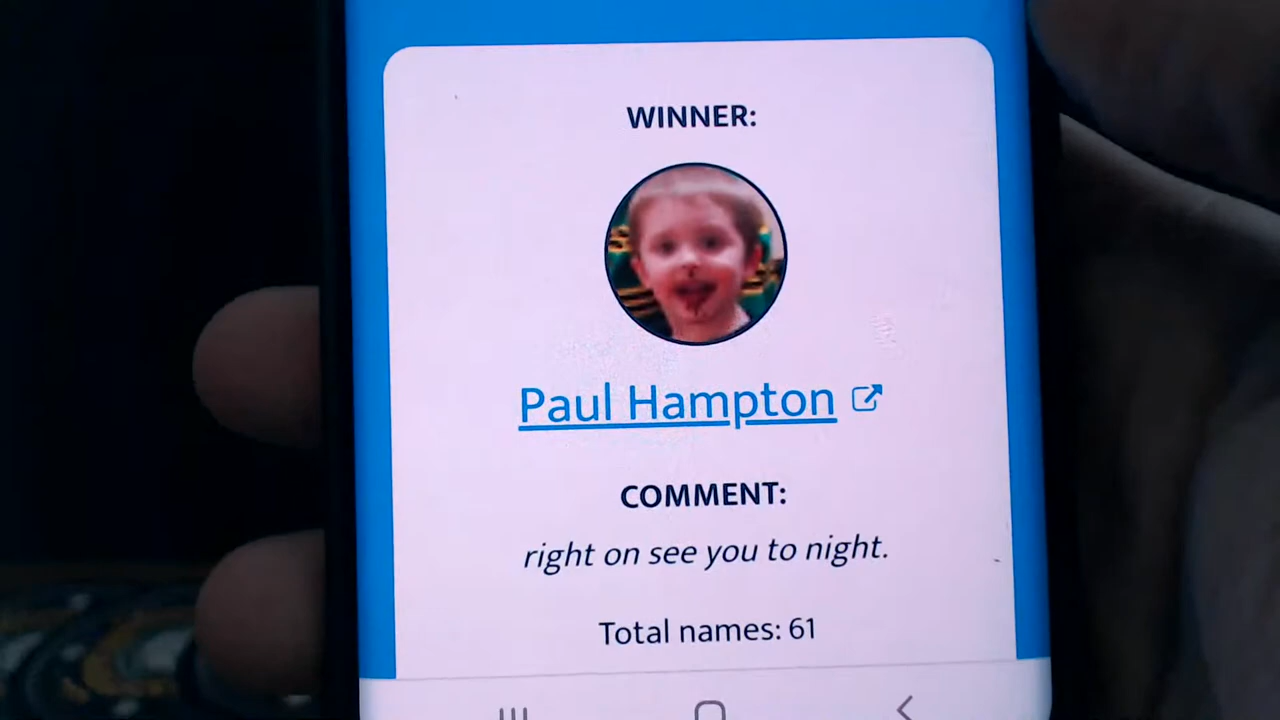 WINNER:
Paul Hampton
COMMENT:
right on see you to night.
Total names: 61